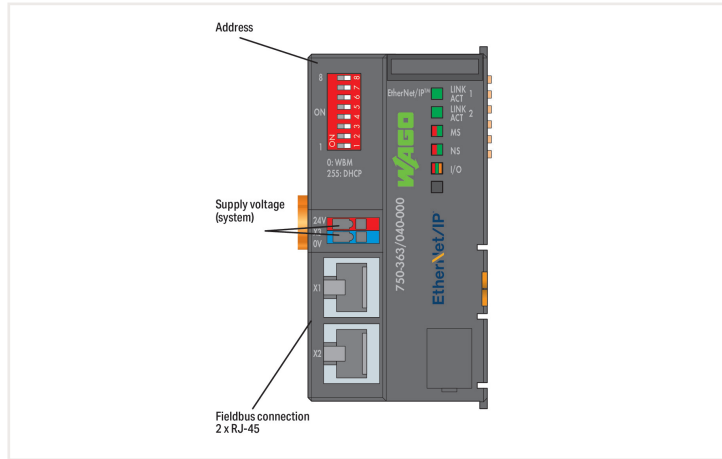 Address
8
ON
1
ON
1 2 3 4 5 6 7 8
0: WBM
255: DHCP
EtherNet/IP™
LINK ACT 1
LINK ACT 2
MS
NS
I/O
WAGO
750-363/040-000
EtherNet/IP
Supply voltage
(system)
24V
X3
0V
X1
X2
Fieldbus connection
2 x RJ-45